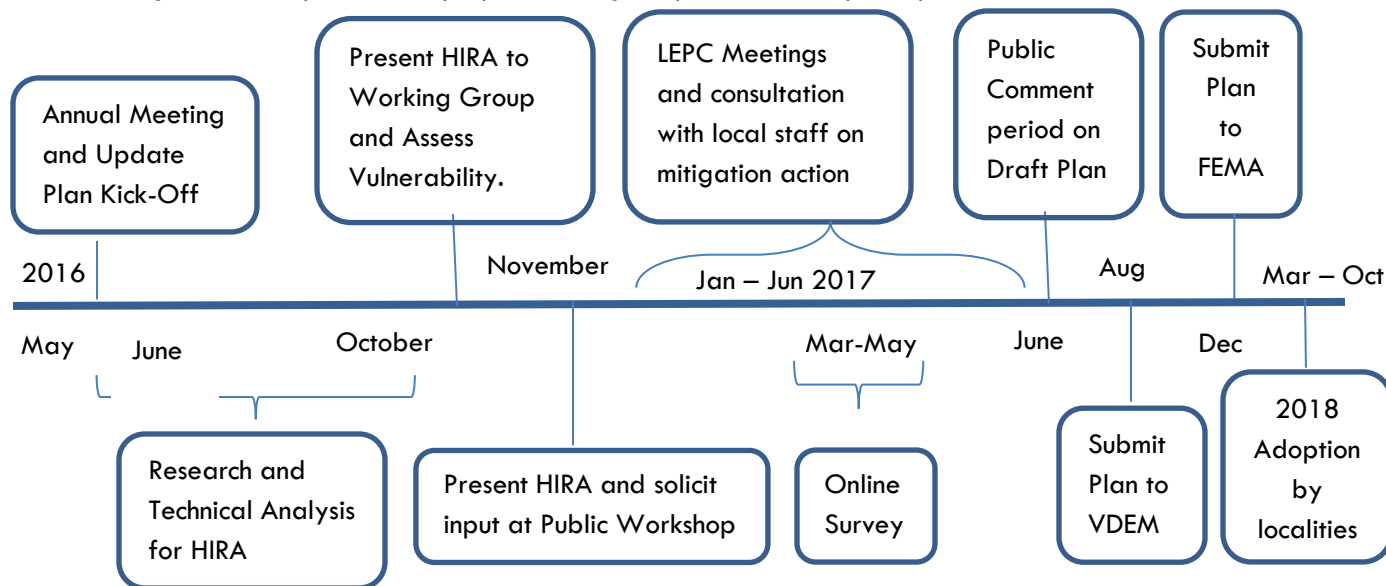 Annual Meeting
and Update
Plan Kick-Off
Present HIRA to
Working Group
and Assess
Vulnerability.
LEPC Meetings
and consultation
with local staff on
mitigation action
Public
Comment
period on
Draft Plan
Submit
Plan
to
FEMA
2016
November
Jan – Jun 2017
Aug
Mar – Oct
May
June
October
Mar-May
June
Dec
Research and
Technical Analysis
for HIRA
Present HIRA and solicit
input at Public Workshop
Online
Survey
Submit
Plan to
VDEM
2018
Adoption
by
localities